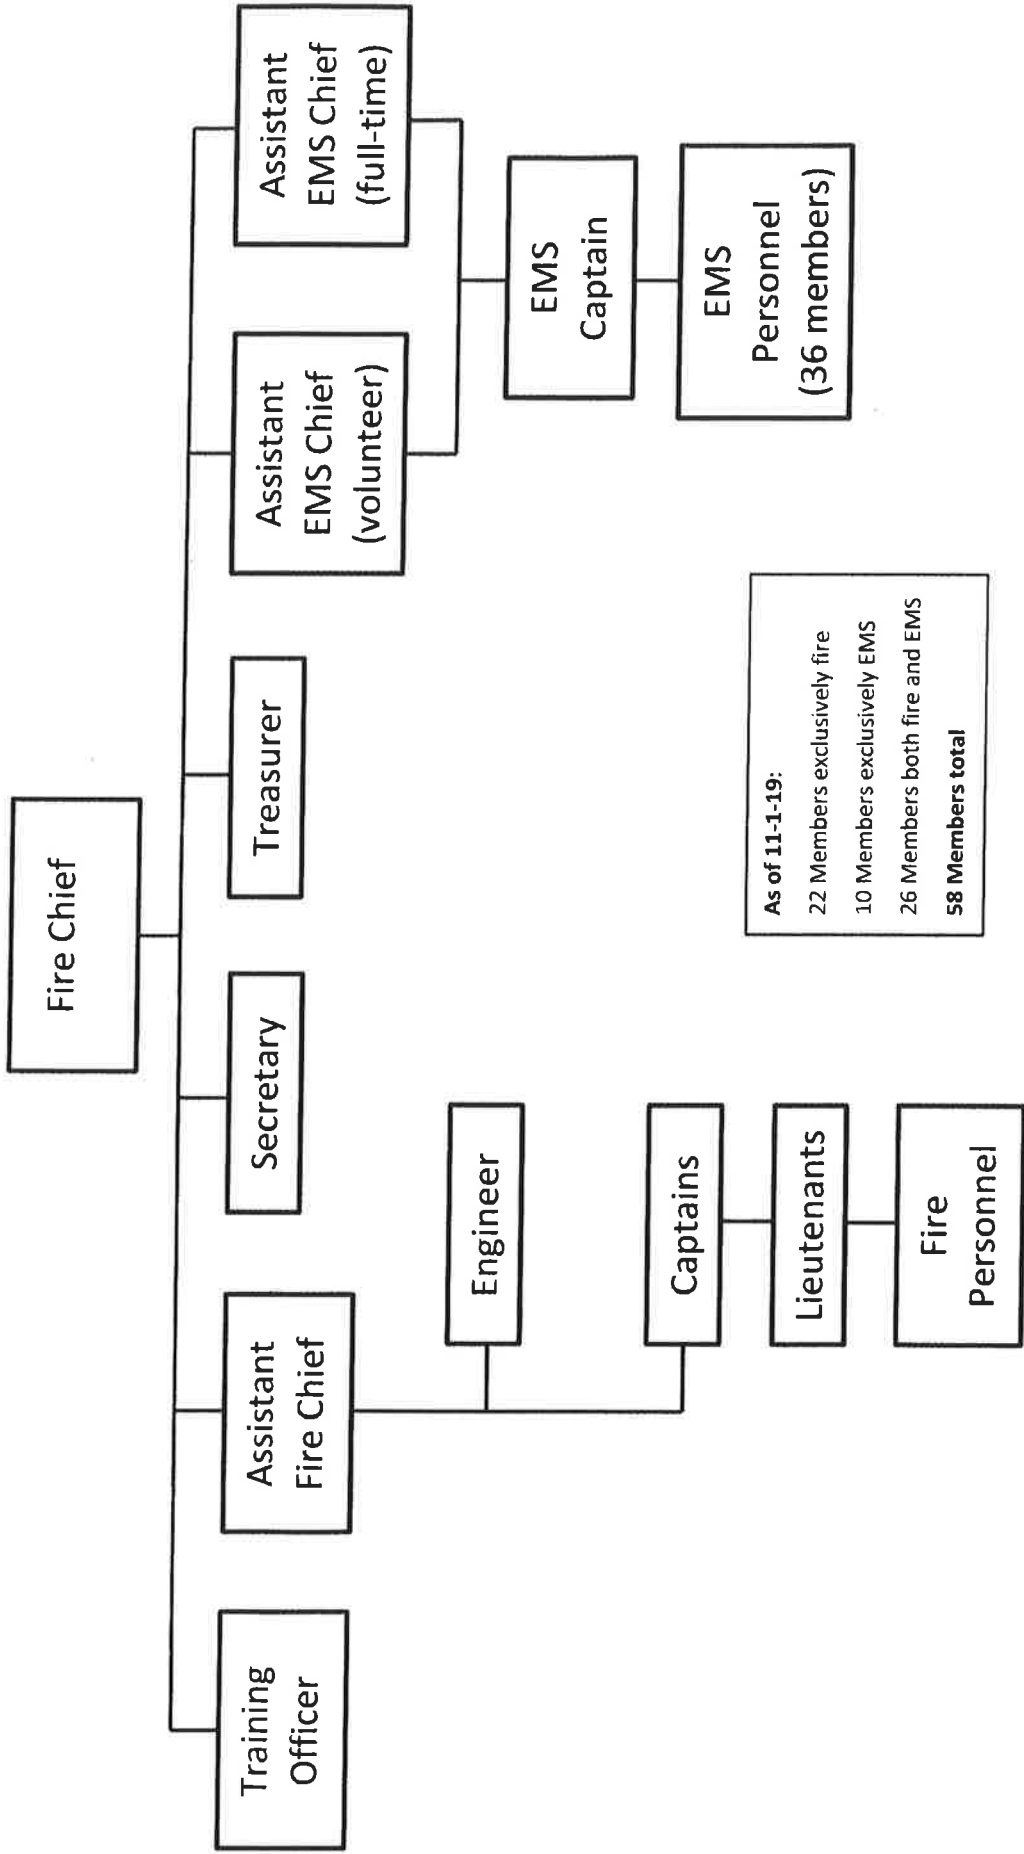 Fire Chief
Training
Officer
Assistant
Fire Chief
Secretary
Treasurer
Assistant
EMS Chief
(volunteer)
Assistant
EMS Chief
(full-time)
Engineer
Captains
Lieutenants
Fire
Personnel
EMS
Captain
EMS
Personnel
(36 members)
As of 11-1-19:
22 Members exclusively fire
10 Members exclusively EMS
26 Members both fire and EMS
58 Members total